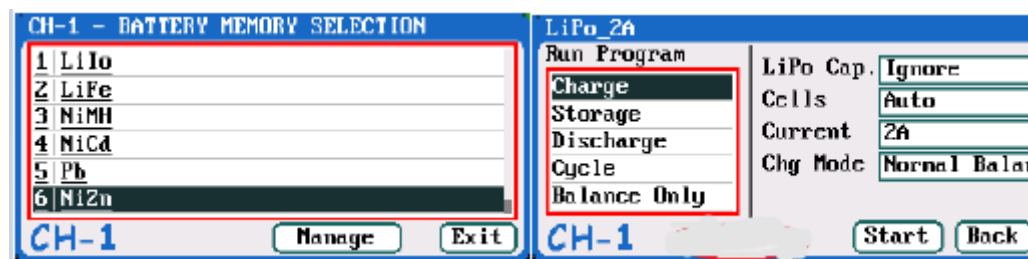 CH-1 - BATTERY MEMORY SELECTION
1 LiIo
2 LiFe
3 NiMH
4 NiCd
5 Pb
6 NiZn
CH-1 Manage Exit
LiPo_2A
Run Program
Charge
Storage
Discharge
Cycle
Balance Only
LiPo Cap. Ignore
Cells Auto
Current 2A
Chg Mode Normal Balan
CH-1 Start Back